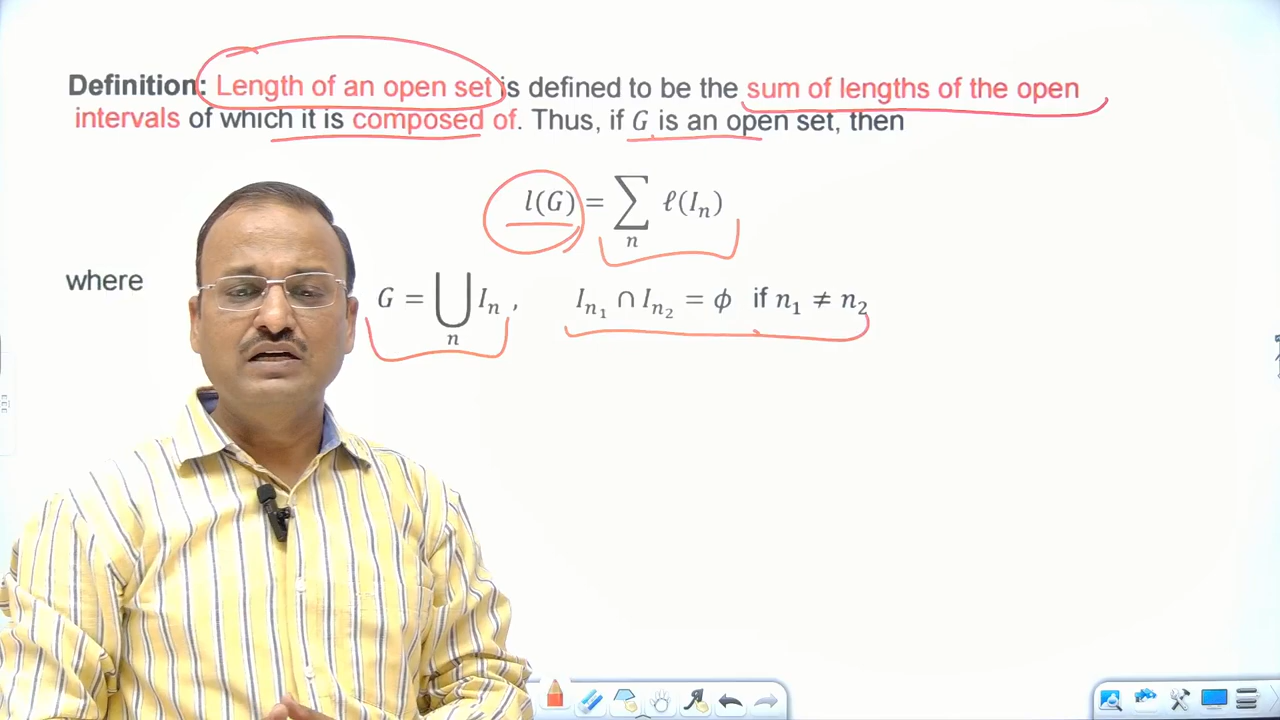 Definition: Length of an open set is defined to be the sum of lengths of the open
intervals of which it is composed of. Thus, if G is an open set, then
l(G) = ∑ ℓ(Iₙ)
n
where
G = ⋃ Iₙ , Iₙ₁ ∩ Iₙ₂ = ϕ if n₁ ≠ n₂
n